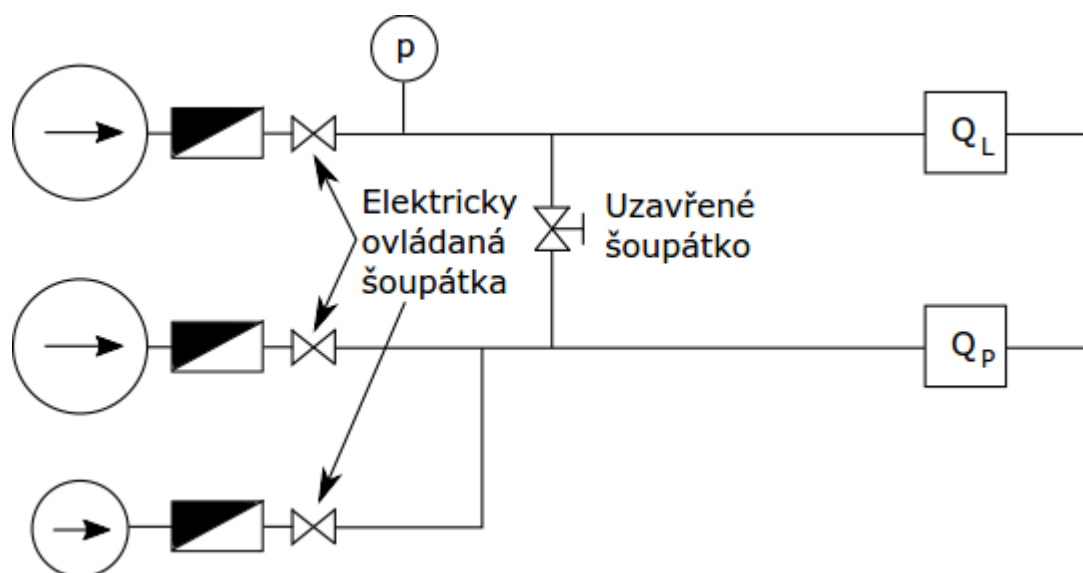 p
Q L
Elektricky
ovládaná
šoupátka
Uzavřené
šoupátko
Q P